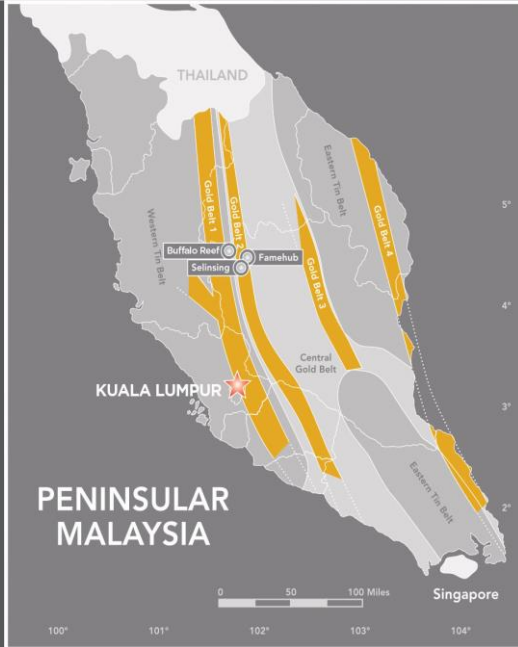 THAILAND
Eastern Tin Belt
Gold Belt 4
Gold Belt 1
Gold Belt 2
Western Tin Belt
Buffalo Reef
Famehub
Selinsing
Gold Belt 3
5°
4°
Central
Gold Belt
KUALA LUMPUR
3°
Eastern Tin Belt
PENINSULAR
MALAYSIA
2°
Singapore
0 50 100 Miles
100° 101° 102° 103° 104°